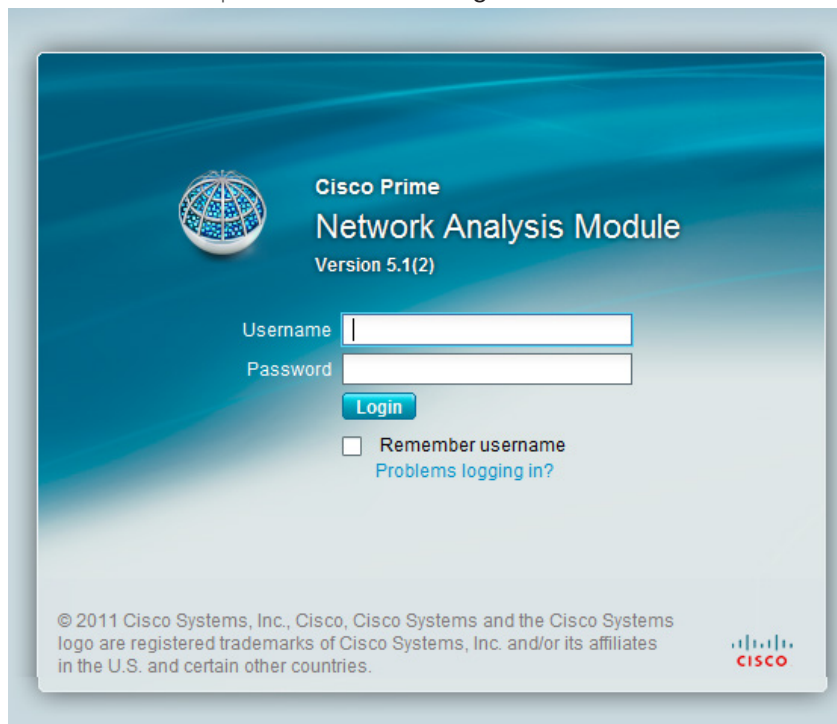 Cisco Prime
Network Analysis Module
Version 5.1(2)
Username
Password
Login
Remember username
Problems logging in?
© 2011 Cisco Systems, Inc., Cisco, Cisco Systems and the Cisco Systems
logo are registered trademarks of Cisco Systems, Inc. and/or its affiliates
in the U.S. and certain other countries.
CISCO